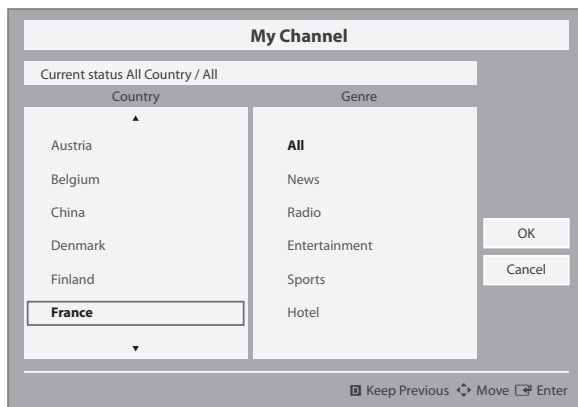 My Channel
Current status All Country / All
Country
Genre
Austria
Belgium
China
Denmark
Finland
France
All
News
Radio
Entertainment
Sports
Hotel
OK
Cancel
D Keep Previous Move Enter